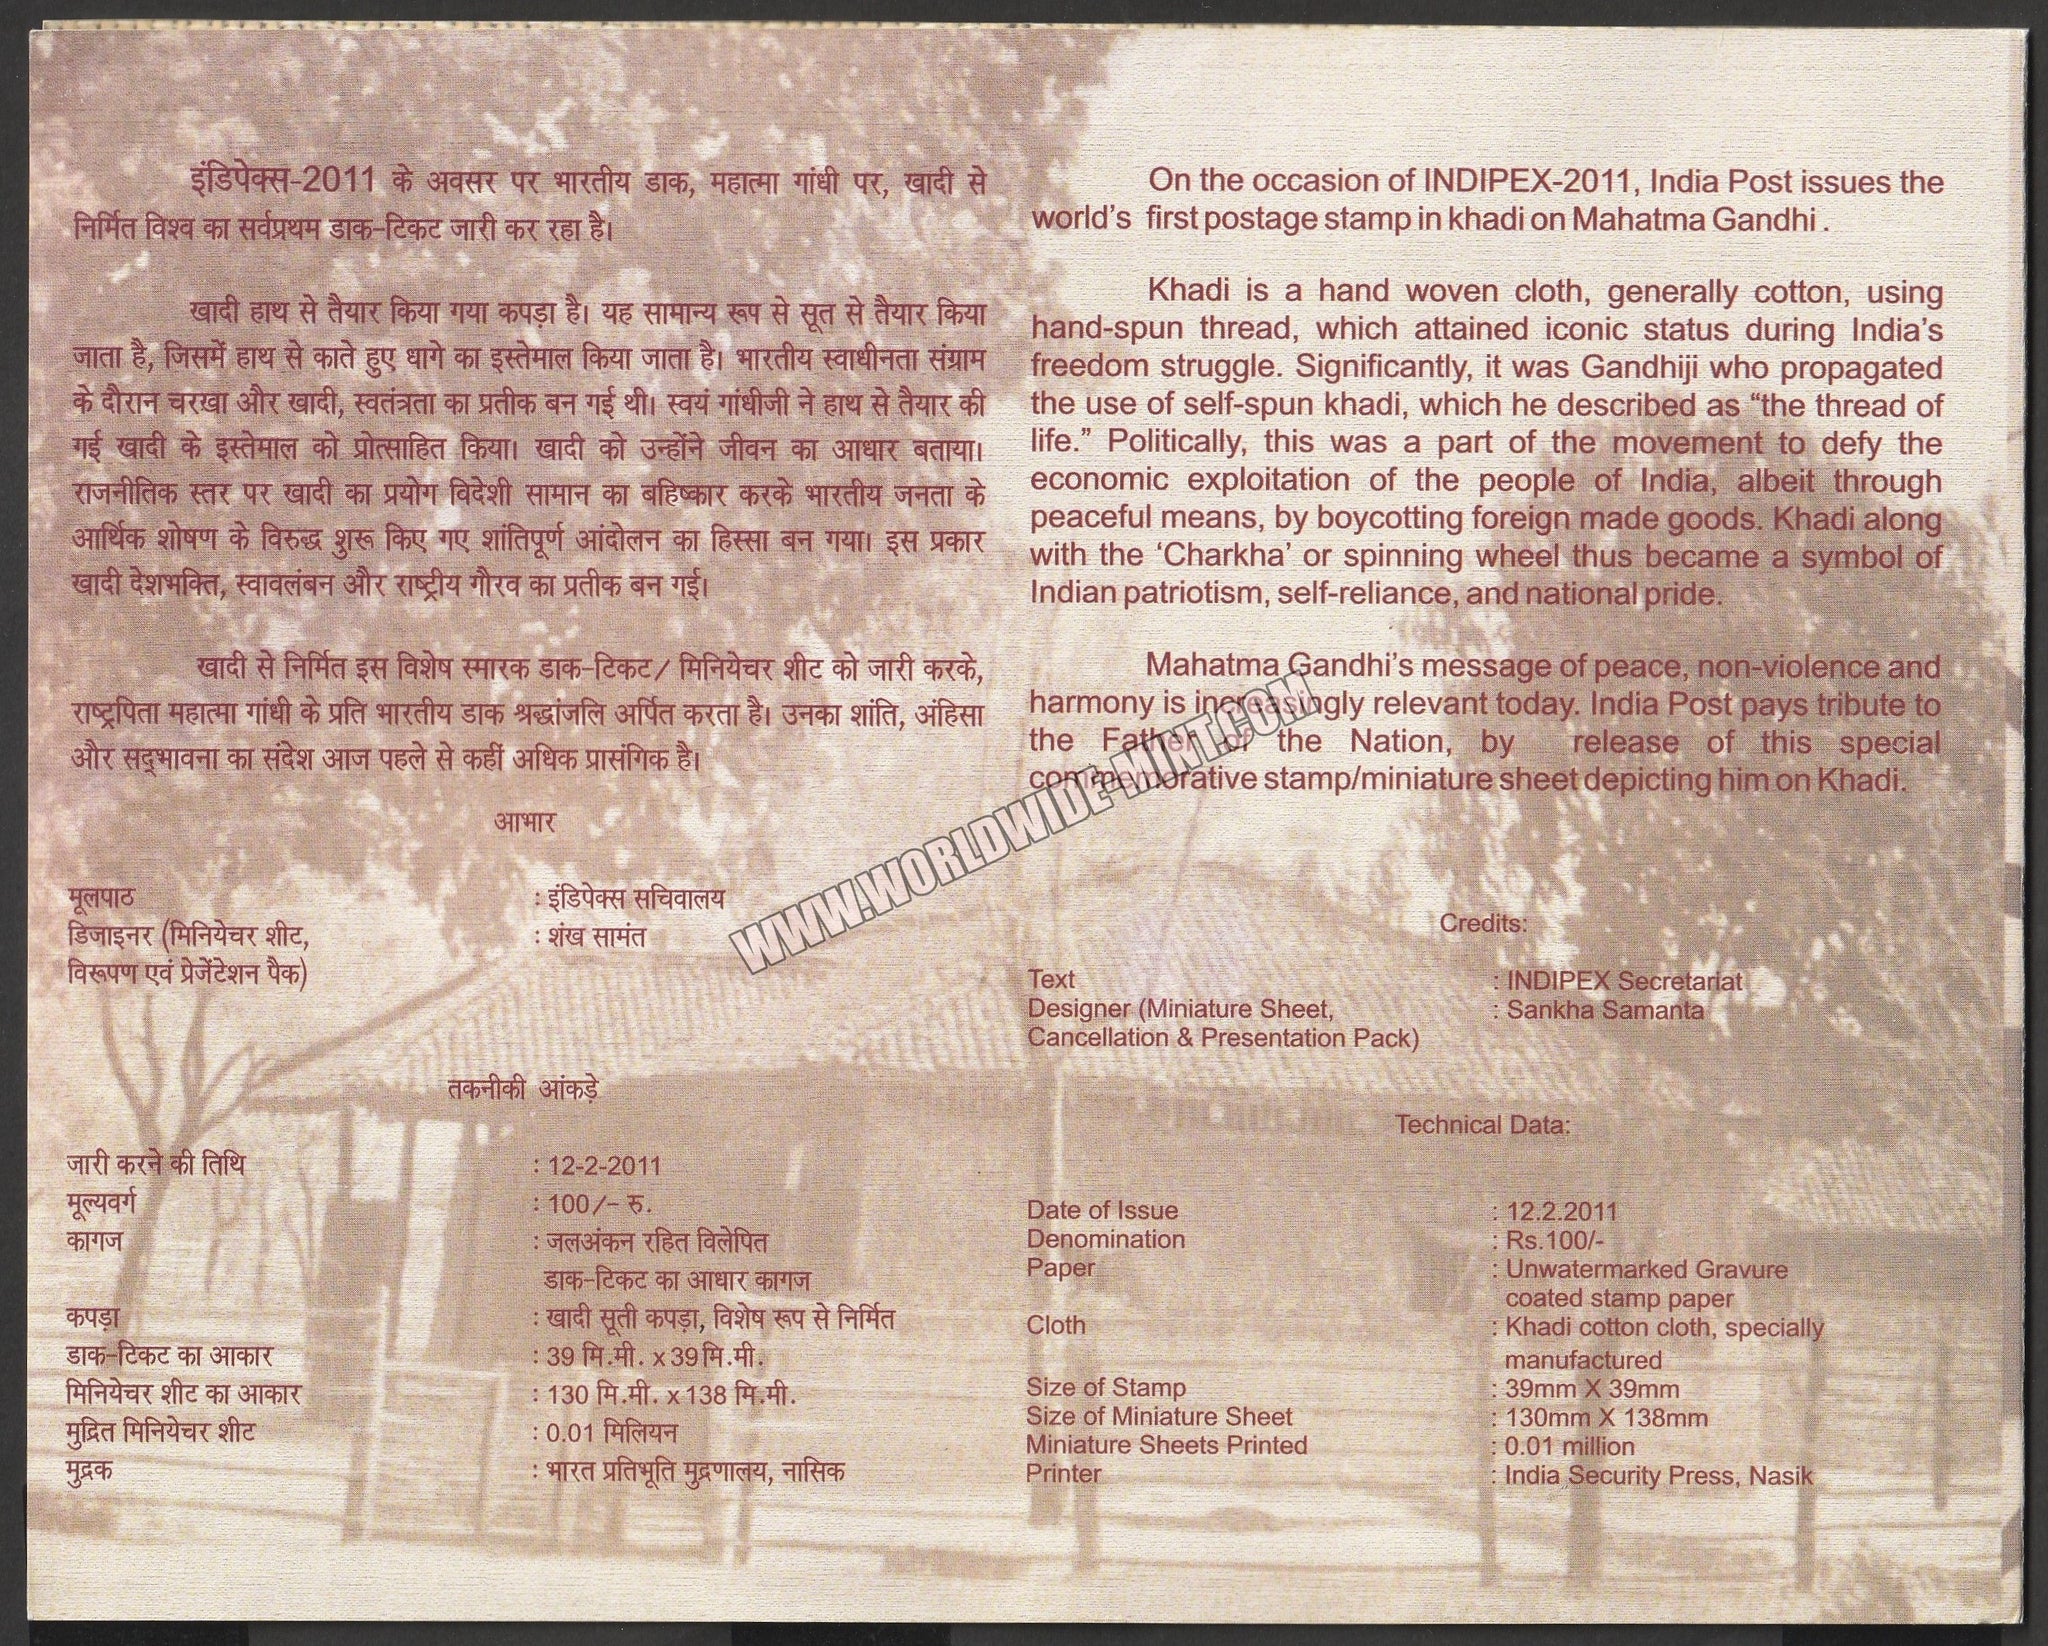 इंडिपेक्स-2011 के अवसर पर भारतीय डाक, महात्मा गांधी पर, खादी से
निर्मित विश्व का सर्वप्रथम डाक-टिकट जारी कर रहा है।
खादी हाथ से तैयार किया गया कपड़ा है। यह सामान्य रूप से सूत से तैयार किया
जाता है, जिसमें हाथ से काते हुए धागे का इस्तेमाल किया जाता है। भारतीय स्वाधीनता संग्राम
के दौरान चरखा और खादी, स्वतंत्रता का प्रतीक बन गई थी। स्वयं गांधीजी ने हाथ से तैयार की
गई खादी के इस्तेमाल को प्रोत्साहित किया। खादी को उन्होंने जीवन का आधार बताया।
राजनीतिक स्तर पर खादी का प्रयोग विदेशी सामान का बहिष्कार करके भारतीय जनता के
आर्थिक शोषण के विरुद्ध शुरू किए गए शांतिपूर्ण आंदोलन का हिस्सा बन गया। इस प्रकार
खादी देशभक्ति, स्वावलंबन और राष्ट्रीय गौरव का प्रतीक बन गई।
खादी से निर्मित इस विशेष स्मारक डाक-टिकट/ मिनियेचर शीट को जारी करके,
राष्ट्रपिता महात्मा गांधी के प्रति भारतीय डाक श्रद्धांजलि अर्पित करता है। उनका शांति, अंहिसा
और सद्भावना का संदेश आज पहले से कहीं अधिक प्रासंगिक है।
आभार
मूलपाठ : इंडिपेक्स सचिवालय
डिजाइनर (मिनियेचर शीट, : शंख सामंत
विरूपण एवं प्रेजेंटेशन पैक)
तकनीकी आंकड़े
जारी करने की तिथि : 12-2-2011
मूल्यवर्ग : 100/- रु.
कागज : जलअंकन रहित विलेपित
डाक-टिकट का आधार कागज
कपड़ा : खादी सूती कपड़ा, विशेष रूप से निर्मित
डाक-टिकट का आकार : 39 मि.मी. x 39 मि.मी.
मिनियेचर शीट का आकार : 130 मि.मी. x 138 मि.मी.
मुद्रित मिनियेचर शीट : 0.01 मिलियन
मुद्रक : भारत प्रतिभूति मुद्रणालय, नासिक
On the occasion of INDIPEX-2011, India Post issues the
world's first postage stamp in khadi on Mahatma Gandhi .
Khadi is a hand woven cloth, generally cotton, using
hand-spun thread, which attained iconic status during India's
freedom struggle. Significantly, it was Gandhiji who propagated
the use of self-spun khadi, which he described as "the thread of
life." Politically, this was a part of the movement to defy the
economic exploitation of the people of India, albeit through
peaceful means, by boycotting foreign made goods. Khadi along
with the 'Charkha' or spinning wheel thus became a symbol of
Indian patriotism, self-reliance, and national pride.
Mahatma Gandhi's message of peace, non-violence and
harmony is increasingly relevant today. India Post pays tribute to
the Father of the Nation, by release of this special
commemorative stamp/miniature sheet depicting him on Khadi.
Credits:
Text : INDIPEX Secretariat
Designer (Miniature Sheet, : Sankha Samanta
Cancellation & Presentation Pack)
Technical Data:
Date of Issue : 12.2.2011
Denomination : Rs.100/-
Paper : Unwatermarked Gravure
coated stamp paper
Cloth : Khadi cotton cloth, specially
manufactured
Size of Stamp : 39mm X 39mm
Size of Miniature Sheet : 130mm X 138mm
Miniature Sheets Printed : 0.01 million
Printer : India Security Press, Nasik
WWW.WORLDWIDE-MINT.COM